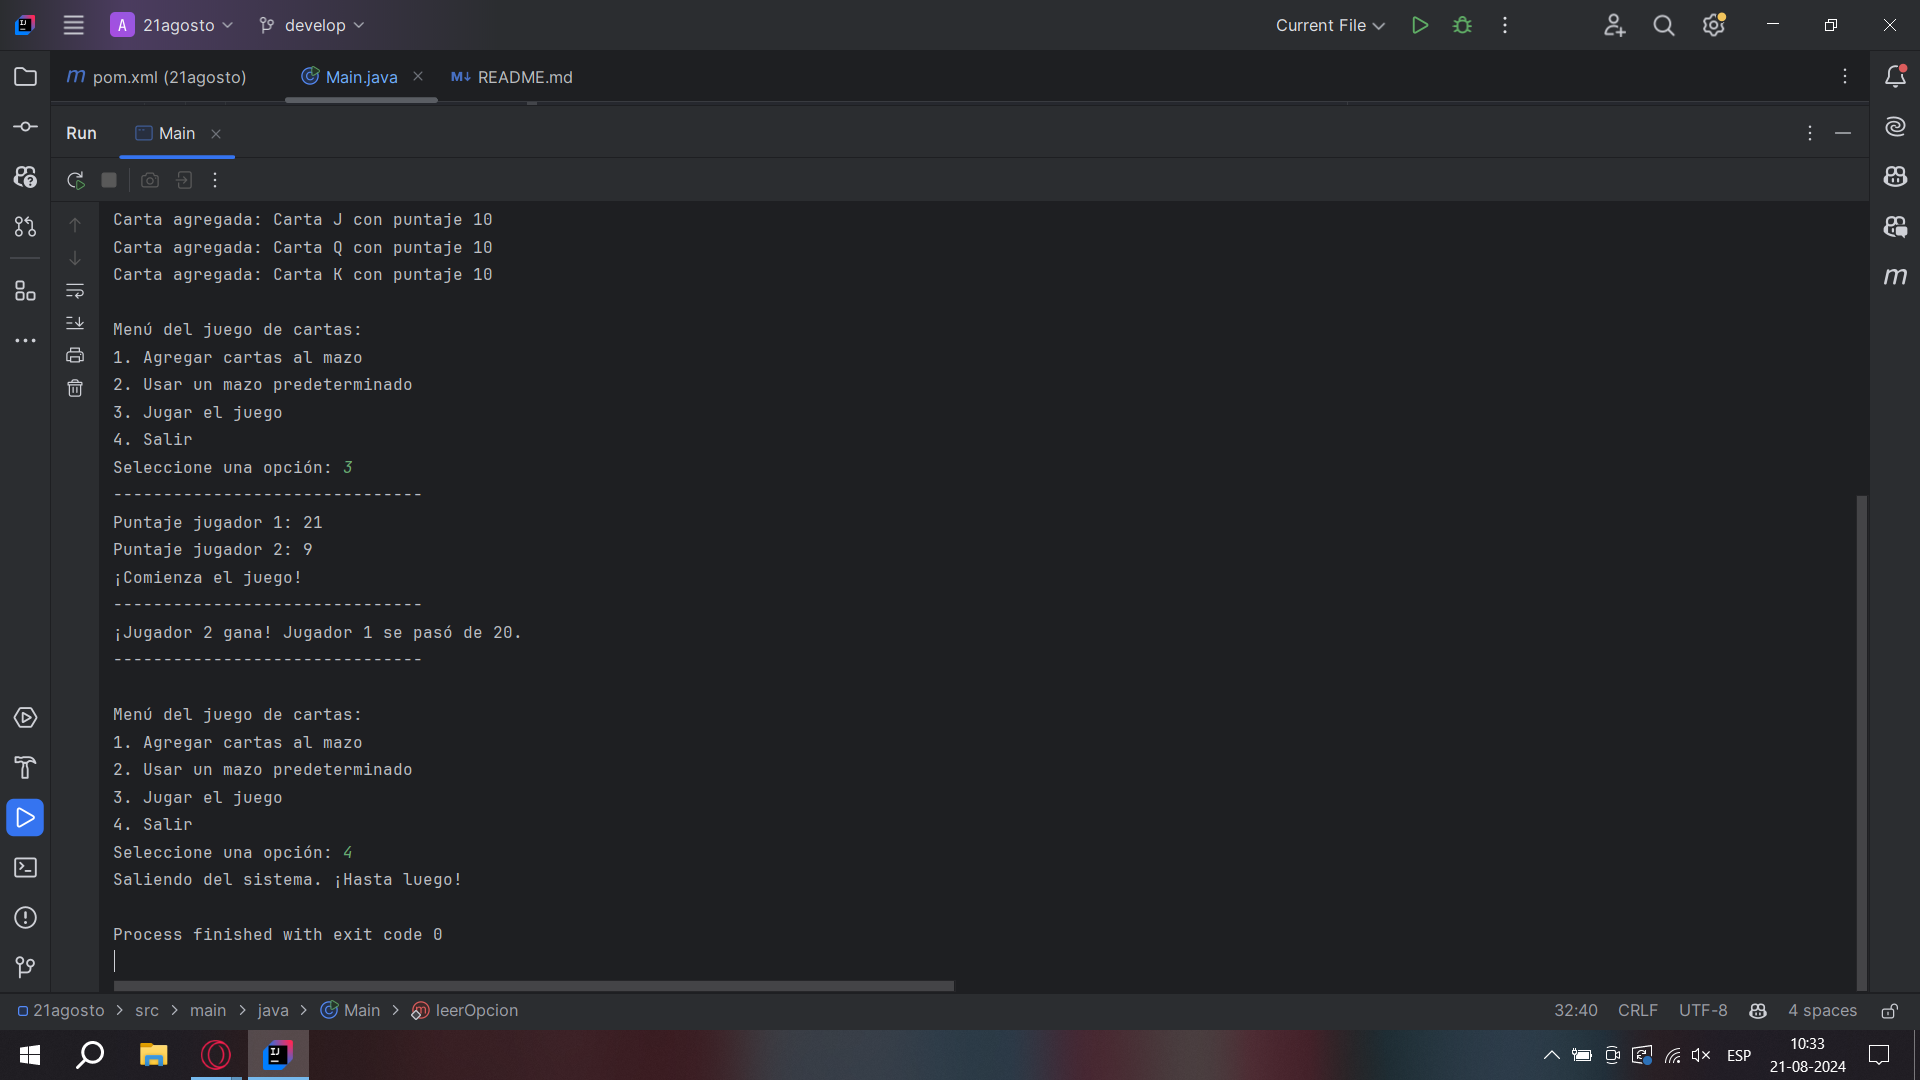 A 21agosto develop Current File
m pom.xml (21agosto) Main.java M↓ README.md
Run Main
Carta agregada: Carta J con puntaje 10
Carta agregada: Carta Q con puntaje 10
Carta agregada: Carta K con puntaje 10
Menú del juego de cartas:
1. Agregar cartas al mazo
2. Usar un mazo predeterminado
3. Jugar el juego
4. Salir
Seleccione una opción: 3
-------------------------------
Puntaje jugador 1: 21
Puntaje jugador 2: 9
¡Comienza el juego!
-------------------------------
¡Jugador 2 gana! Jugador 1 se pasó de 20.
-------------------------------
Menú del juego de cartas:
1. Agregar cartas al mazo
2. Usar un mazo predeterminado
3. Jugar el juego
4. Salir
Seleccione una opción: 4
Saliendo del sistema. ¡Hasta luego!
Process finished with exit code 0
21agosto > src > main > java > Main > leerOpcion 32:40 CRLF UTF-8 4 spaces
ESP 10:33
21-08-2024